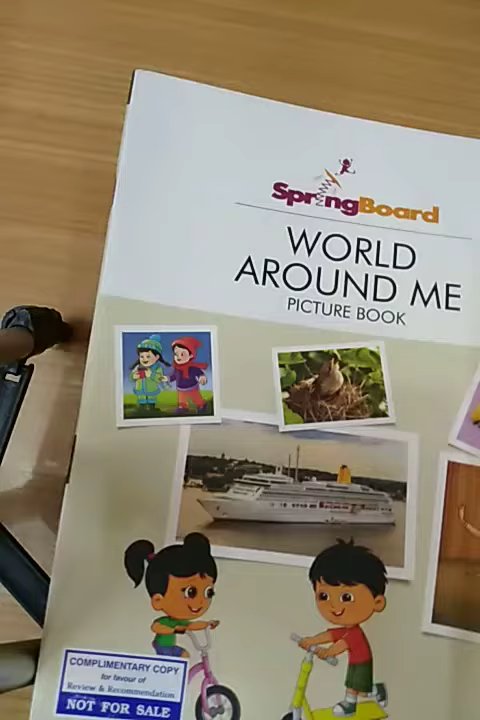 SpringBoard
WORLD
AROUND ME
PICTURE BOOK
COMPLIMENTARY COPY
for favour of
Review & Recommendation
NOT FOR SALE